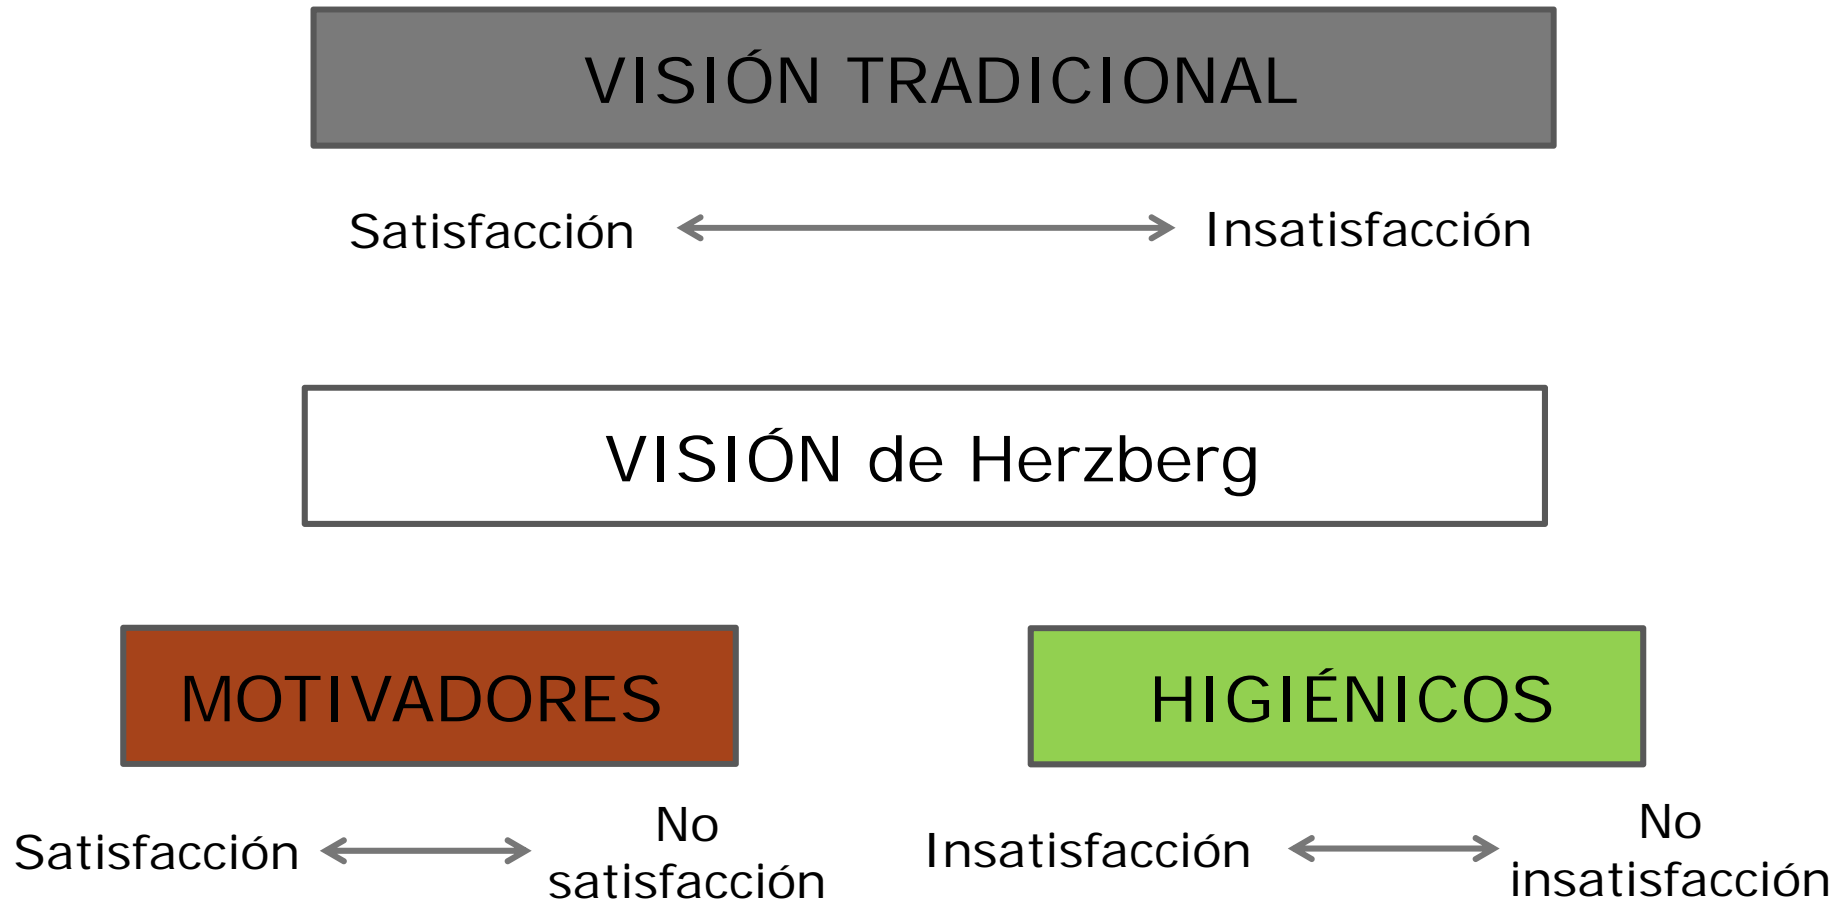 VISIÓN TRADICIONAL
Satisfacción Insatisfacción
VISIÓN de Herzberg
MOTIVADORES
HIGIÉNICOS
Satisfacción
No
satisfacción
Insatisfacción
No
insatisfacción